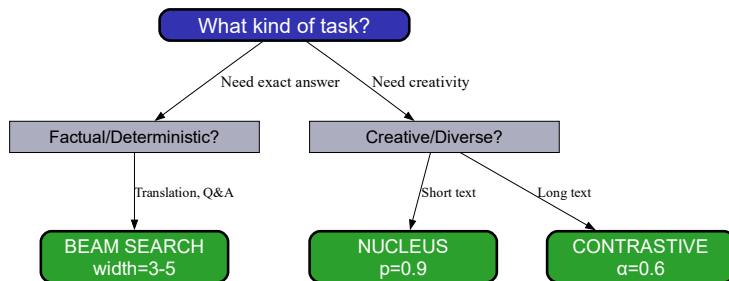 What kind of task?
Need exact answer
Need creativity
Factual/Deterministic?
Creative/Diverse?
Translation, Q&A
Short text
Long text
BEAM SEARCH
width=3-5
NUCLEUS
p=0.9
CONTRASTIVE
α=0.6